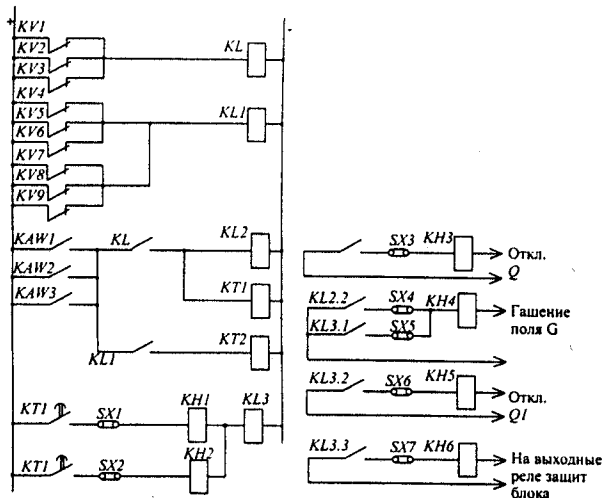 +
KV1
KV2
KV3
KL
KV4
KV5
KL1
KV6
KV7
KV8
KV9
KAW1
KL
KL2
KAW2
KT1
KAW3
KL1
KT2
KT1
SX1
KH1
KL3
KT1
SX2
KH2
SX3
KH3
Откл.
Q
KL2.2
SX4
KH4
Гашение
поля G
KL3.1
SX5
KL3.2
SX6
KH5
Откл.
Q1
KL3.3
SX7
KH6
На выходные
реле защит
блока